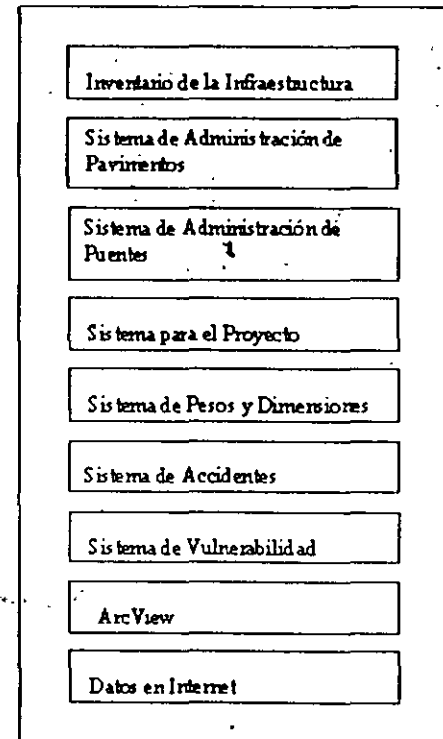 Inventario de la Infraestructura
Sistema de Administración de
Pavimentos
Sistema de Administración de
Puentes
Sistema para el Proyecto
Sistema de Pesos y Dimensiones
Sistema de Accidentes
Sistema de Vulnerabilidad
ArcView
Datos en Internet